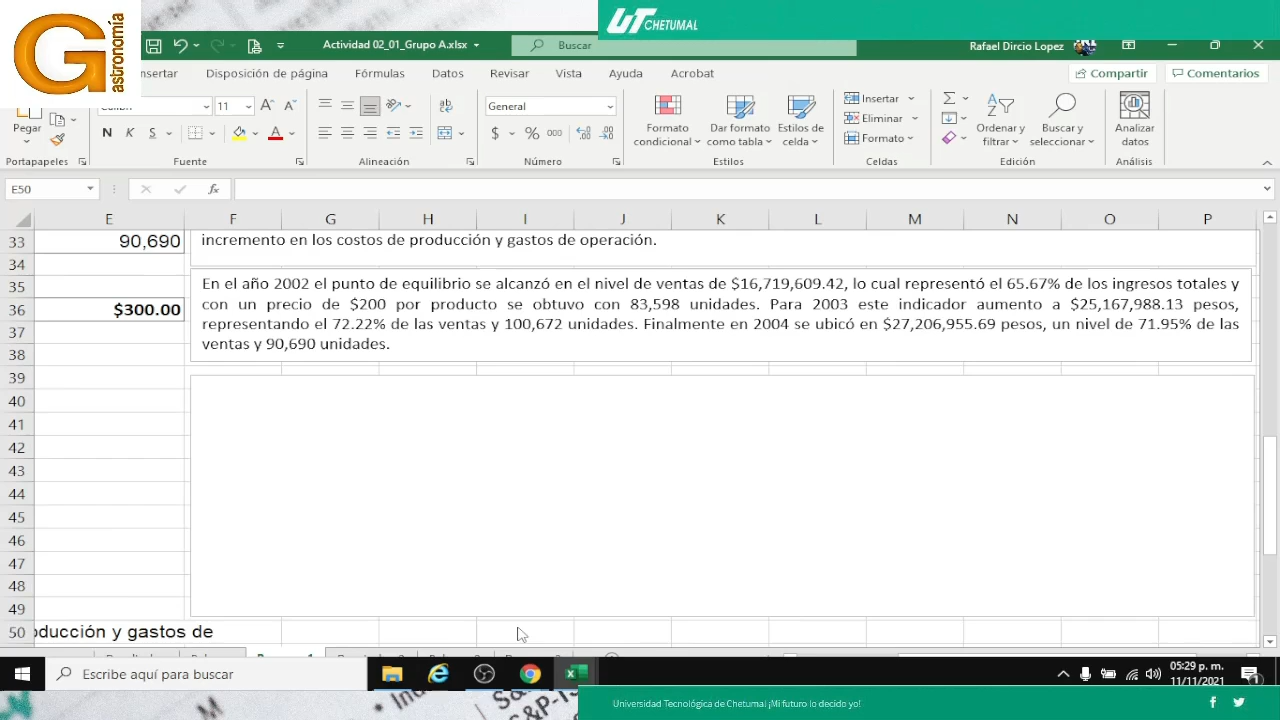 G
astronomía
UT
CHETUMAL
Actividad 02_01_Grupo A.xlsx
Buscar
Rafael Dircio Lopez
nsertar
Disposición de página
Fórmulas
Datos
Revisar
Vista
Ayuda
Acrobat
Compartir
Comentarios
11
General
Pegar
N K S
$ % 000
Formato condicional
Dar formato como tabla
Estilos de celda
Insertar
Eliminar
Formato
Ordenar y filtrar
Buscar y seleccionar
Analizar datos
Portapapeles
Fuente
Alineación
Número
Estilos
Celdas
Edición
Análisis
E50
fx
E F G H I J K L M N O P
33 90,690 incremento en los costos de producción y gastos de operación.
34
35
36 $300.00
37
38
39
40
41
42
43
44
45
46
47
48
49
50 oducción y gastos de
En el año 2002 el punto de equilibrio se alcanzó en el nivel de ventas de $16,719,609.42, lo cual representó el 65.67% de los ingresos totales y
con un precio de $200 por producto se obtuvo con 83,598 unidades. Para 2003 este indicador aumento a $25,167,988.13 pesos,
representando el 72.22% de las ventas y 100,672 unidades. Finalmente en 2004 se ubicó en $27,206,955.69 pesos, un nivel de 71.95% de las
ventas y 90,690 unidades.
Escribe aquí para buscar
05:29 p. m.
11/11/2021
Universidad Tecnológica de Chetumal ¡Mi futuro lo decido yo!